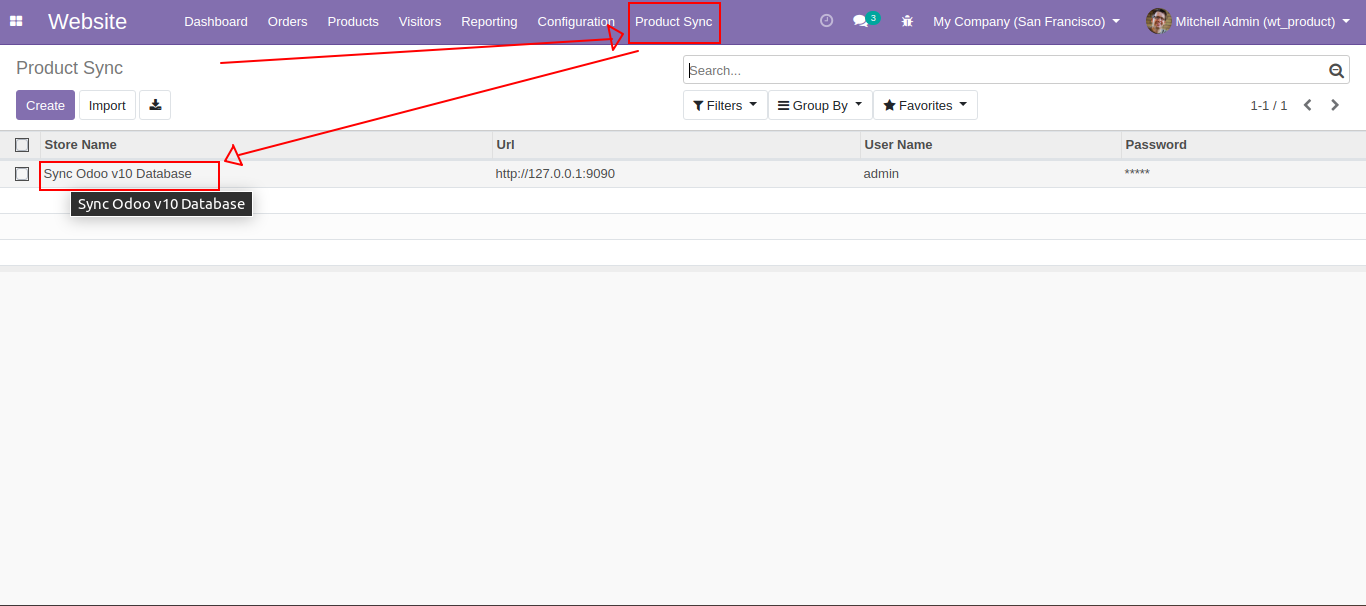 Website Dashboard Orders Products Visitors Reporting Configuration Product Sync 3 My Company (San Francisco) Mitchell Admin (wt_product)
Product Sync Search...
Create Import Filters Group By Favorites 1-1 / 1
Store Name Url User Name Password
Sync Odoo v10 Database http://127.0.0.1:9090 admin *****
Sync Odoo v10 Database